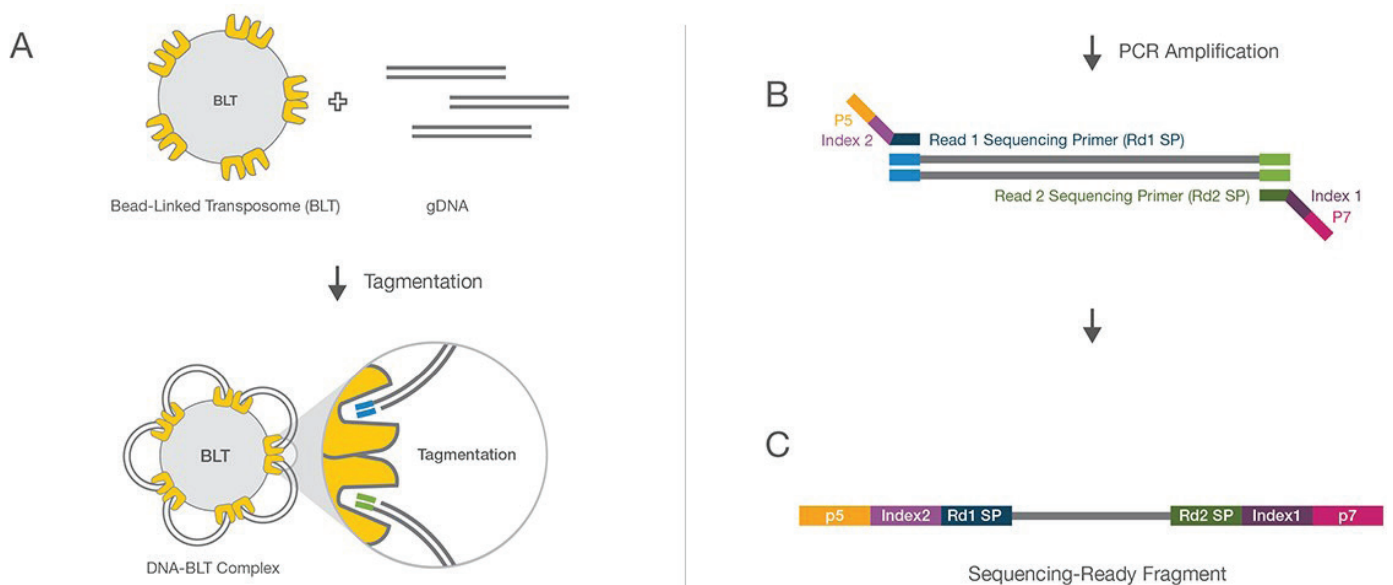 A
BLT
Bead-Linked Transposome (BLT)
gDNA
Tagmentation
BLT
Tagmentation
DNA-BLT Complex
PCR Amplification
B
P5
Index 2
Read 1 Sequencing Primer (Rd1 SP)
Read 2 Sequencing Primer (Rd2 SP)
Index 1
P7
C
p5 Index2 Rd1 SP Rd2 SP Index1 p7
Sequencing-Ready Fragment